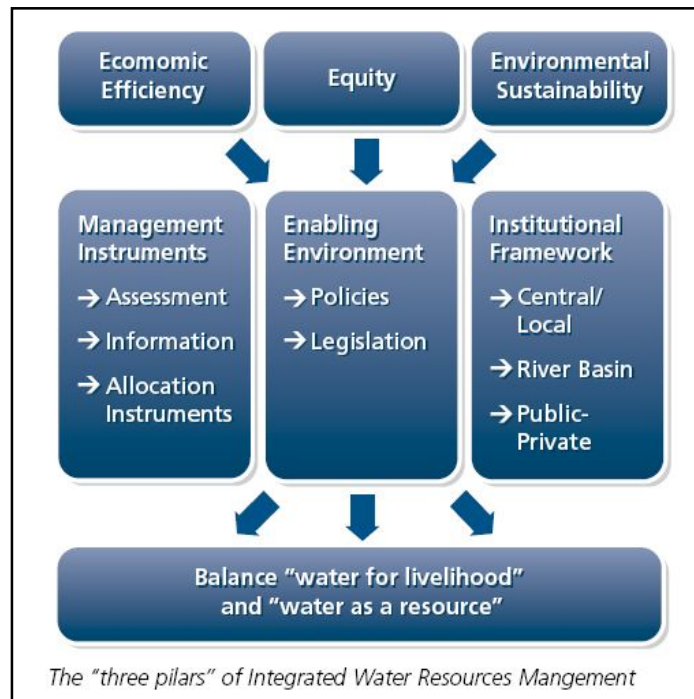 Ecomomic
Efficiency
Equity
Environmental
Sustainability
Management
Instruments
→ Assessment
→ Information
→ Allocation
Instruments
Enabling
Environment
→ Policies
→ Legislation
Institutional
Framework
→ Central/
Local
→ River Basin
→ Public-
Private
Balance “water for livelihood”
and “water as a resource”
The “three pilars” of Integrated Water Resources Mangement